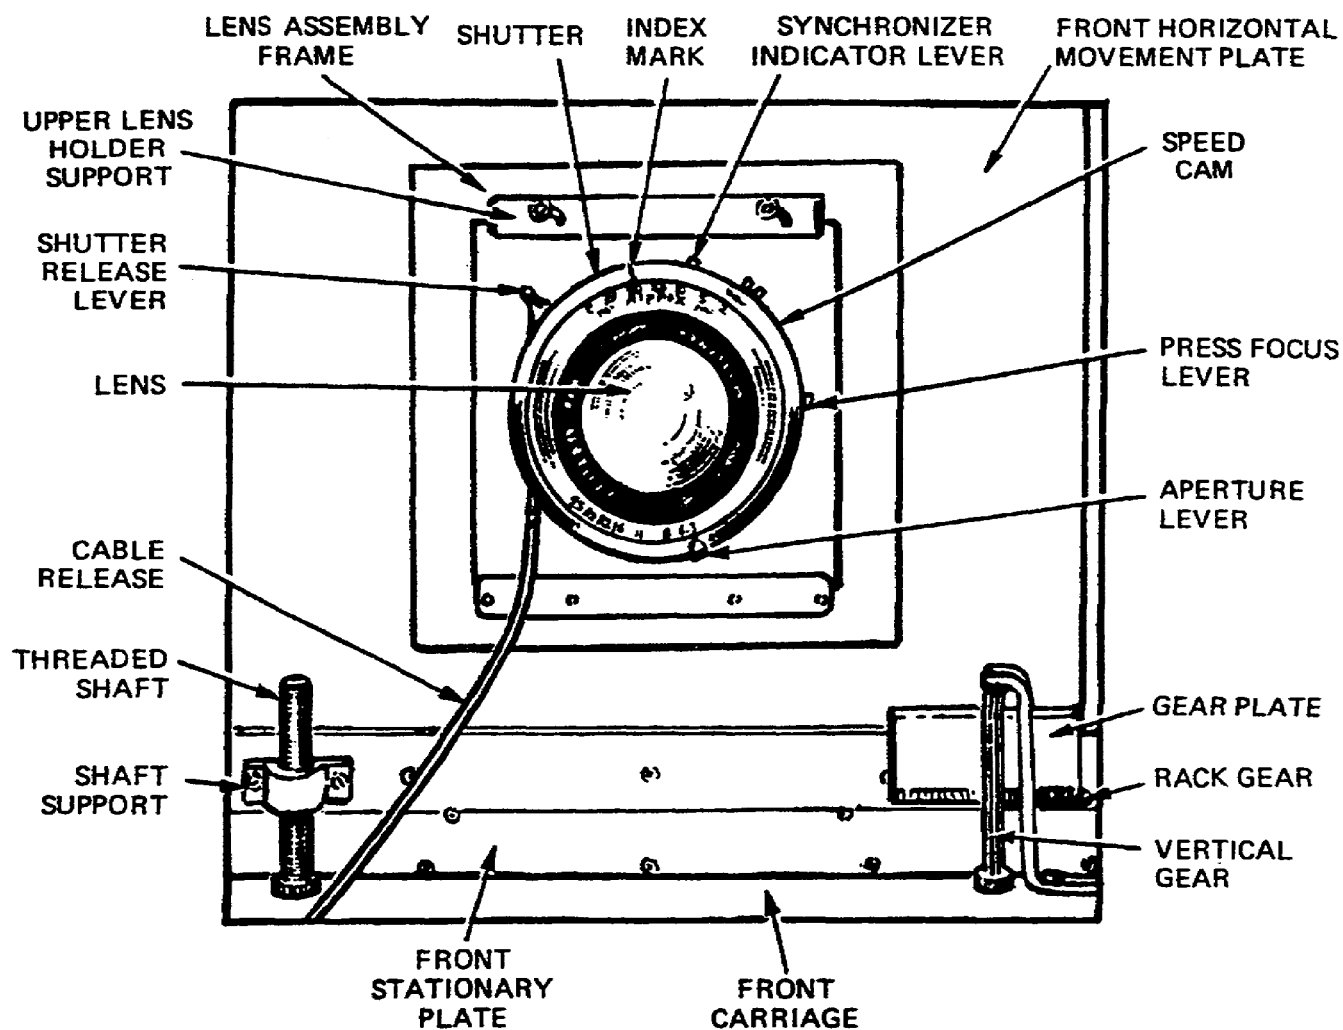 LENS ASSEMBLY
FRAME
SHUTTER
INDEX
MARK
SYNCHRONIZER
INDICATOR LEVER
FRONT HORIZONTAL
MOVEMENT PLATE
UPPER LENS
HOLDER
SUPPORT
SPEED
CAM
SHUTTER
RELEASE
LEVER
PRESS FOCUS
LEVER
LENS
APERTURE
LEVER
CABLE
RELEASE
THREADED
SHAFT
GEAR PLATE
SHAFT
SUPPORT
RACK GEAR
VERTICAL
GEAR
FRONT
STATIONARY
PLATE
FRONT
CARRIAGE